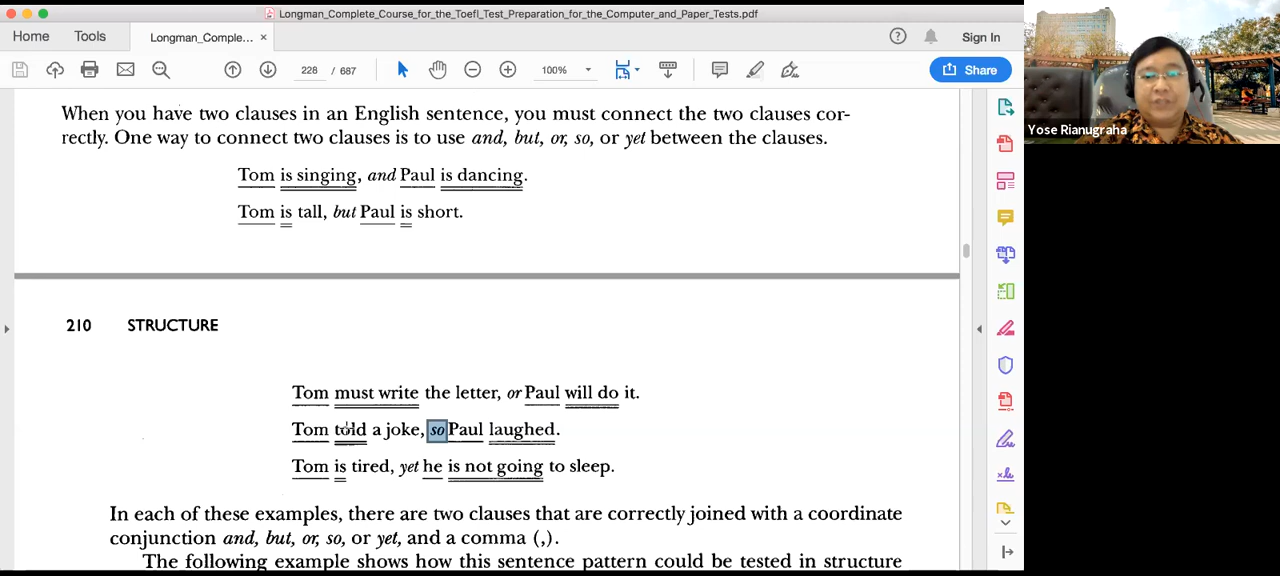 Longman_Complete_Course_for_the_Toefl_Test_Preparation_for_the_Computer_and_Paper_Tests.pdf
Home Tools Longman_Comple... × Sign In
228 / 687 100% Share
When you have two clauses in an English sentence, you must connect the two clauses cor-
rectly. One way to connect two clauses is to use and, but, or, so, or yet between the clauses.
Tom is singing, and Paul is dancing.
Tom is tall, but Paul is short.
210 STRUCTURE
Tom must write the letter, or Paul will do it.
Tom told a joke, so Paul laughed.
Tom is tired, yet he is not going to sleep.
In each of these examples, there are two clauses that are correctly joined with a coordinate
conjunction and, but, or, so, or yet, and a comma (,).
The following example shows how this sentence pattern could be tested in structure
Yose Rianugraha